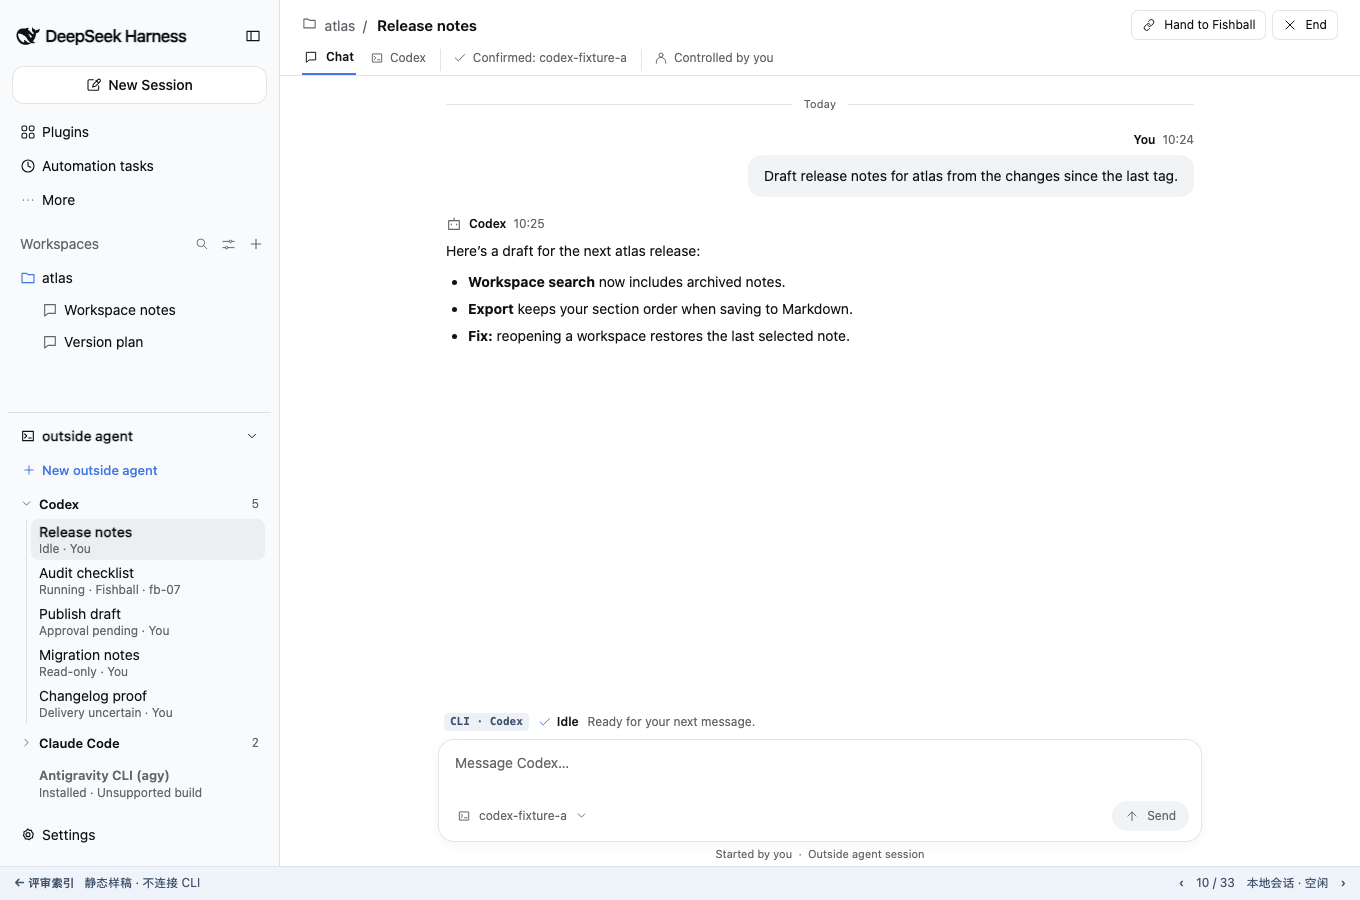 DeepSeek Harness
New Session
Plugins
Automation tasks
More
Workspaces
atlas
Workspace notes
Version plan
outside agent
New outside agent
Codex 5
Release notes
Idle · You
Audit checklist
Running · Fishball · fb-07
Publish draft
Approval pending · You
Migration notes
Read-only · You
Changelog proof
Delivery uncertain · You
Claude Code 2
Antigravity CLI (agy)
Installed · Unsupported build
Settings
atlas / Release notes
Hand to Fishball
End
Chat
Codex
Confirmed: codex-fixture-a
Controlled by you
Today
You 10:24
Draft release notes for atlas from the changes since the last tag.
Codex 10:25
Here’s a draft for the next atlas release:
• Workspace search now includes archived notes.
• Export keeps your section order when saving to Markdown.
• Fix: reopening a workspace restores the last selected note.
CLI · Codex
Idle Ready for your next message.
Message Codex…
codex-fixture-a
Send
Started by you · Outside agent session
← 评审索引 静态样稿 · 不连接 CLI
‹ 10 / 33 本地会话 · 空闲 ›